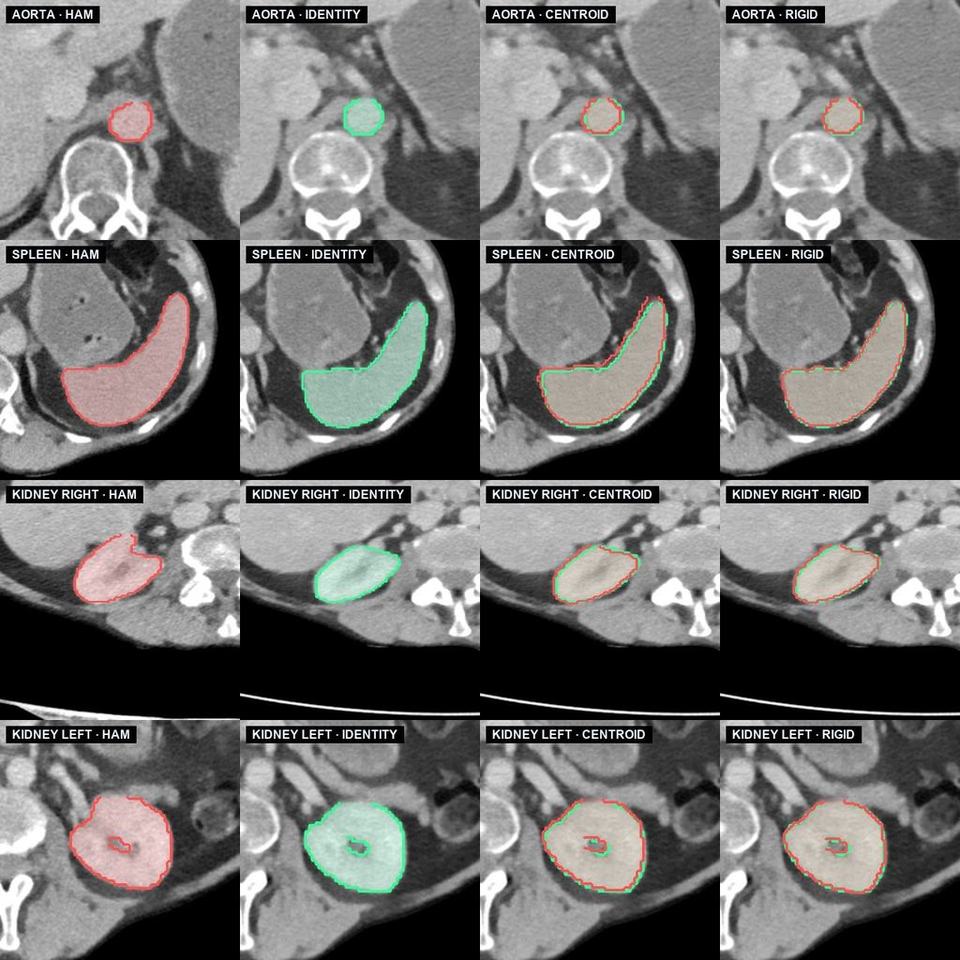 AORTA · HAM
AORTA · IDENTITY
AORTA · CENTROID
AORTA · RIGID
SPLEEN · HAM
SPLEEN · IDENTITY
SPLEEN · CENTROID
SPLEEN · RIGID
KIDNEY RIGHT · HAM
KIDNEY RIGHT · IDENTITY
KIDNEY RIGHT · CENTROID
KIDNEY RIGHT · RIGID
KIDNEY LEFT · HAM
KIDNEY LEFT · IDENTITY
KIDNEY LEFT · CENTROID
KIDNEY LEFT · RIGID